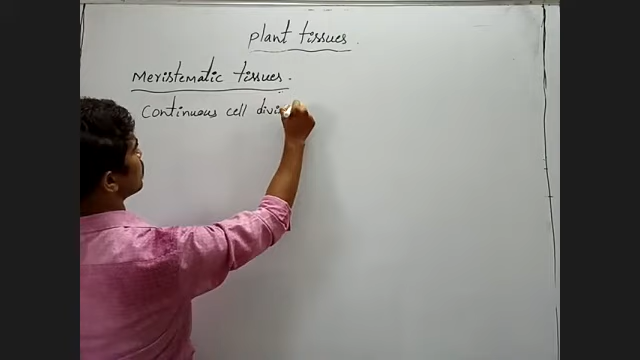 plant tissues.
Meristematic tissues.
Continuous cell divi